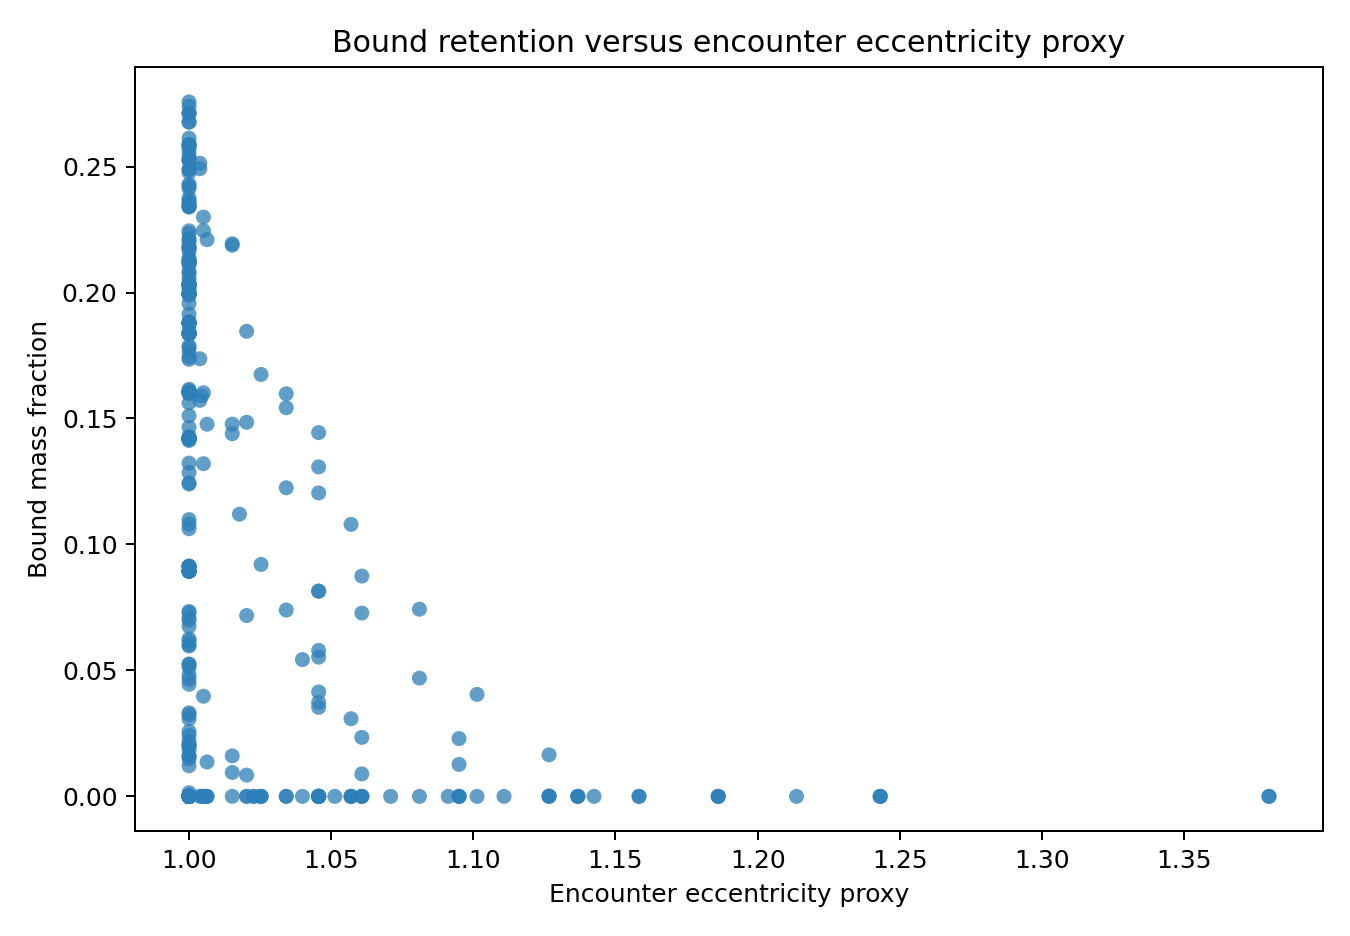 Bound retention versus encounter eccentricity proxy
Bound mass fraction
0.25
0.20
0.15
0.10
0.05
0.00
1.00 1.05 1.10 1.15 1.20 1.25 1.30 1.35
Encounter eccentricity proxy